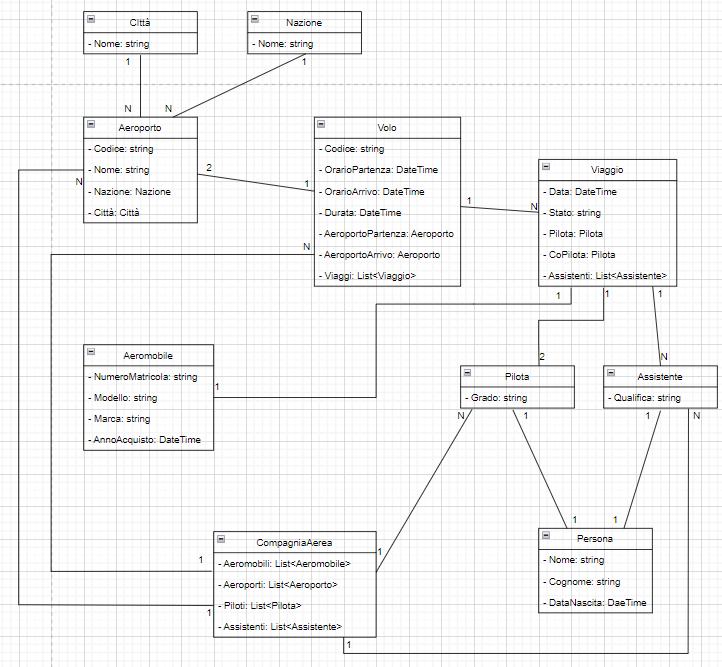 CIttà
- Nome: string
Nazione
- Nome: string
1
1
N
N
Aeroporto
- Codice: string
- Nome: string
- Nazione: Nazione
- Città: Città
N
2
1
Volo
- Codice: string
- OrarioPartenza: DateTime
- OrarioArrivo: DateTime
- Durata: DateTime
- AeroportoPartenza: Aeroporto
- AeroportoArrivo: Aeroporto
- Viaggi: List<Viaggio>
N
1
N
Viaggio
- Data: DateTime
- Stato: string
- Pilota: Pilota
- CoPilota: Pilota
- Assistenti: List<Assistente>
1
1
1
Aeromobile
- NumeroMatricola: string
- Modello: string
- Marca: string
- AnnoAcquisto: DateTime
1
2
N
Pilota
- Grado: string
Assistente
- Qualifica: string
N
1
1
N
1
1
Persona
- Nome: string
- Cognome: string
- DataNascita: DaeTime
CompagniaAerea
- Aeromobili: List<Aeromobile>
- Aeroporti: List<Aeroporto>
- Piloti: List<Pilota>
- Assistenti: List<Assistente>
1
1
1
1